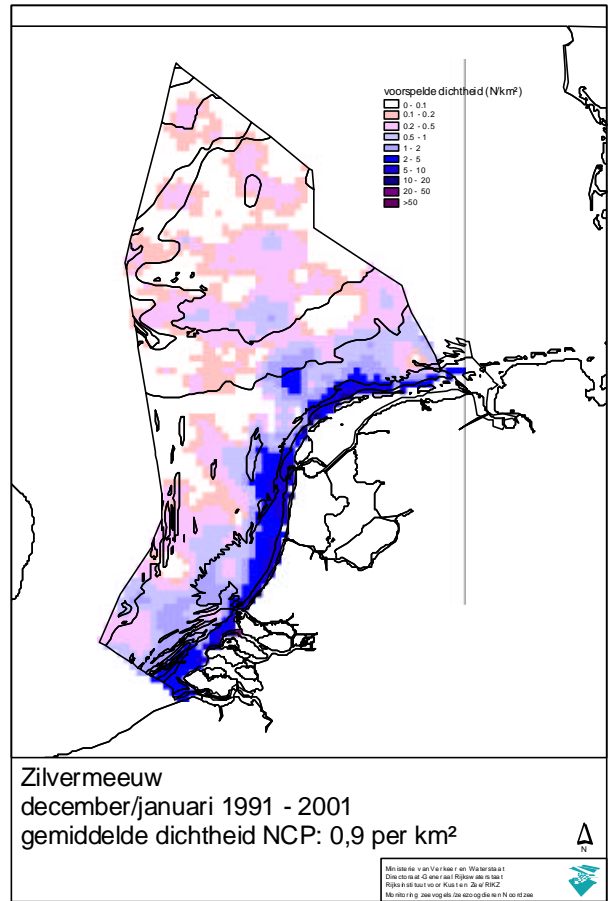 voorspelde dichtheid (N/km²)
0 - 0.1
0.1 - 0.2
0.2 - 0.5
0.5 - 1
1 - 2
2 - 5
5 - 10
10 - 20
20 - 50
>50
Zilvermeeuw
december/januari 1991 - 2001
gemiddelde dichtheid NCP: 0,9 per km²
N
Ministerie van Verkeer en Waterstaat
Directoraat-Generaal Rijkswaterstaat
Rijksinstituut voor Kust en Zee/RIKZ
Monitoring zeevogels/zeezoogdieren Noordzee